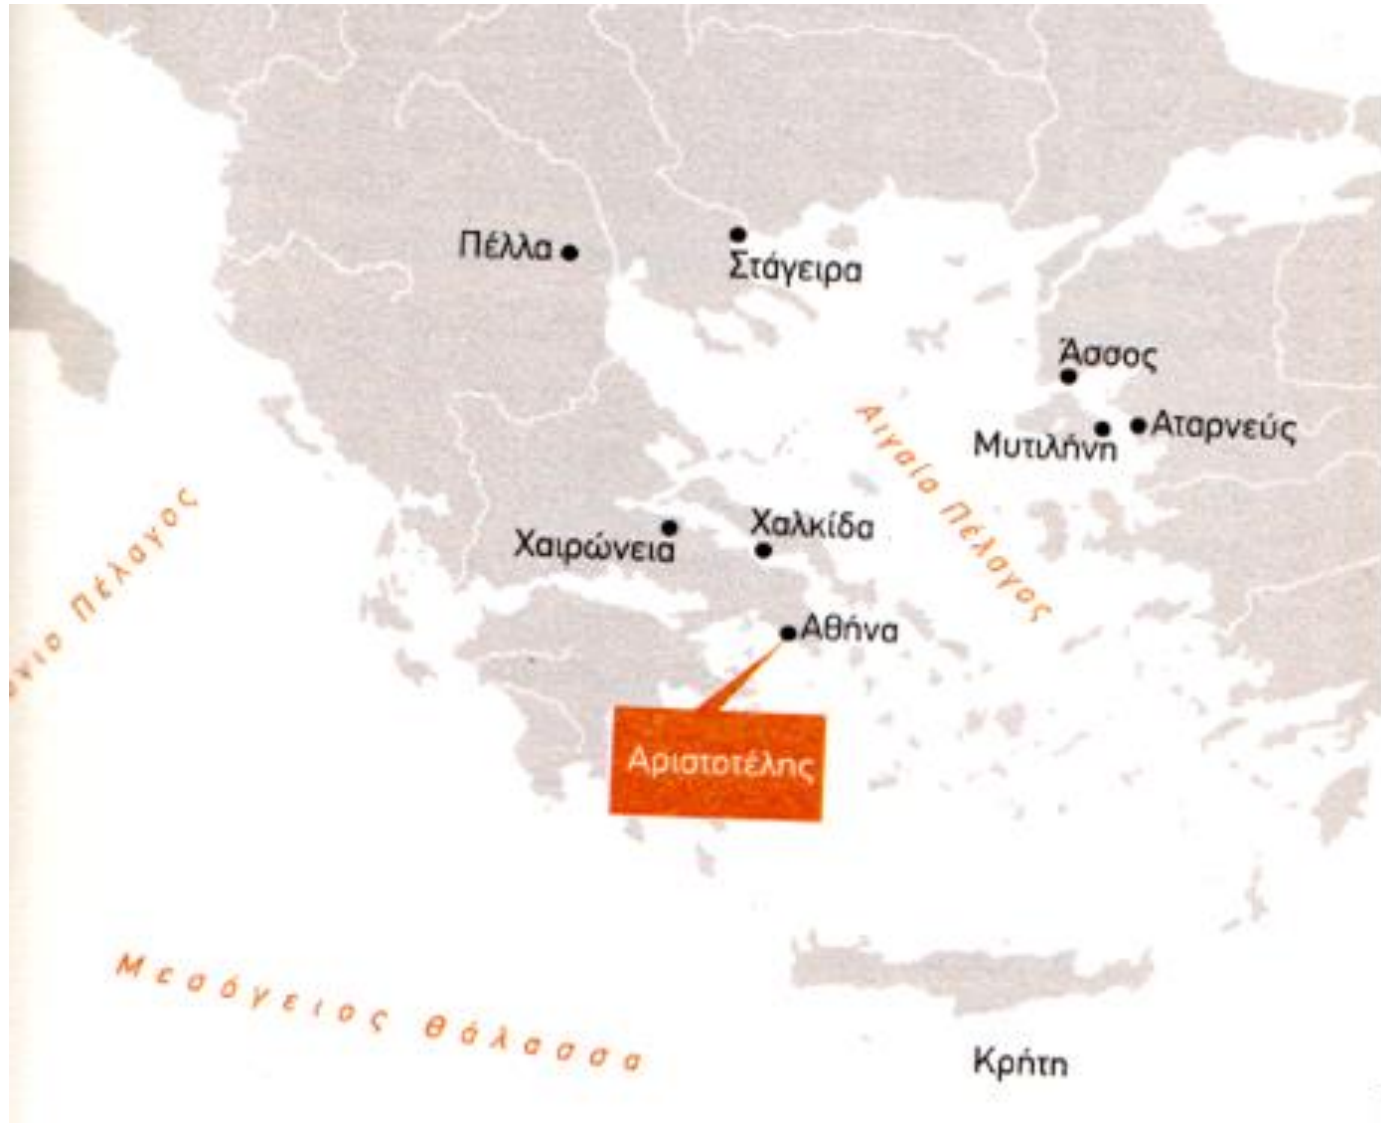 Πέλλα
Στάγειρα
Άσσος
Αταρνεύς
Μυτιλήνη
Αιγαίο Πέλαγος
Χαλκίδα
Χαιρώνεια
Πέλαγος
Αθήνα
Αριστοτέλης
Μεσόγειος Θάλασσα
Κρήτη